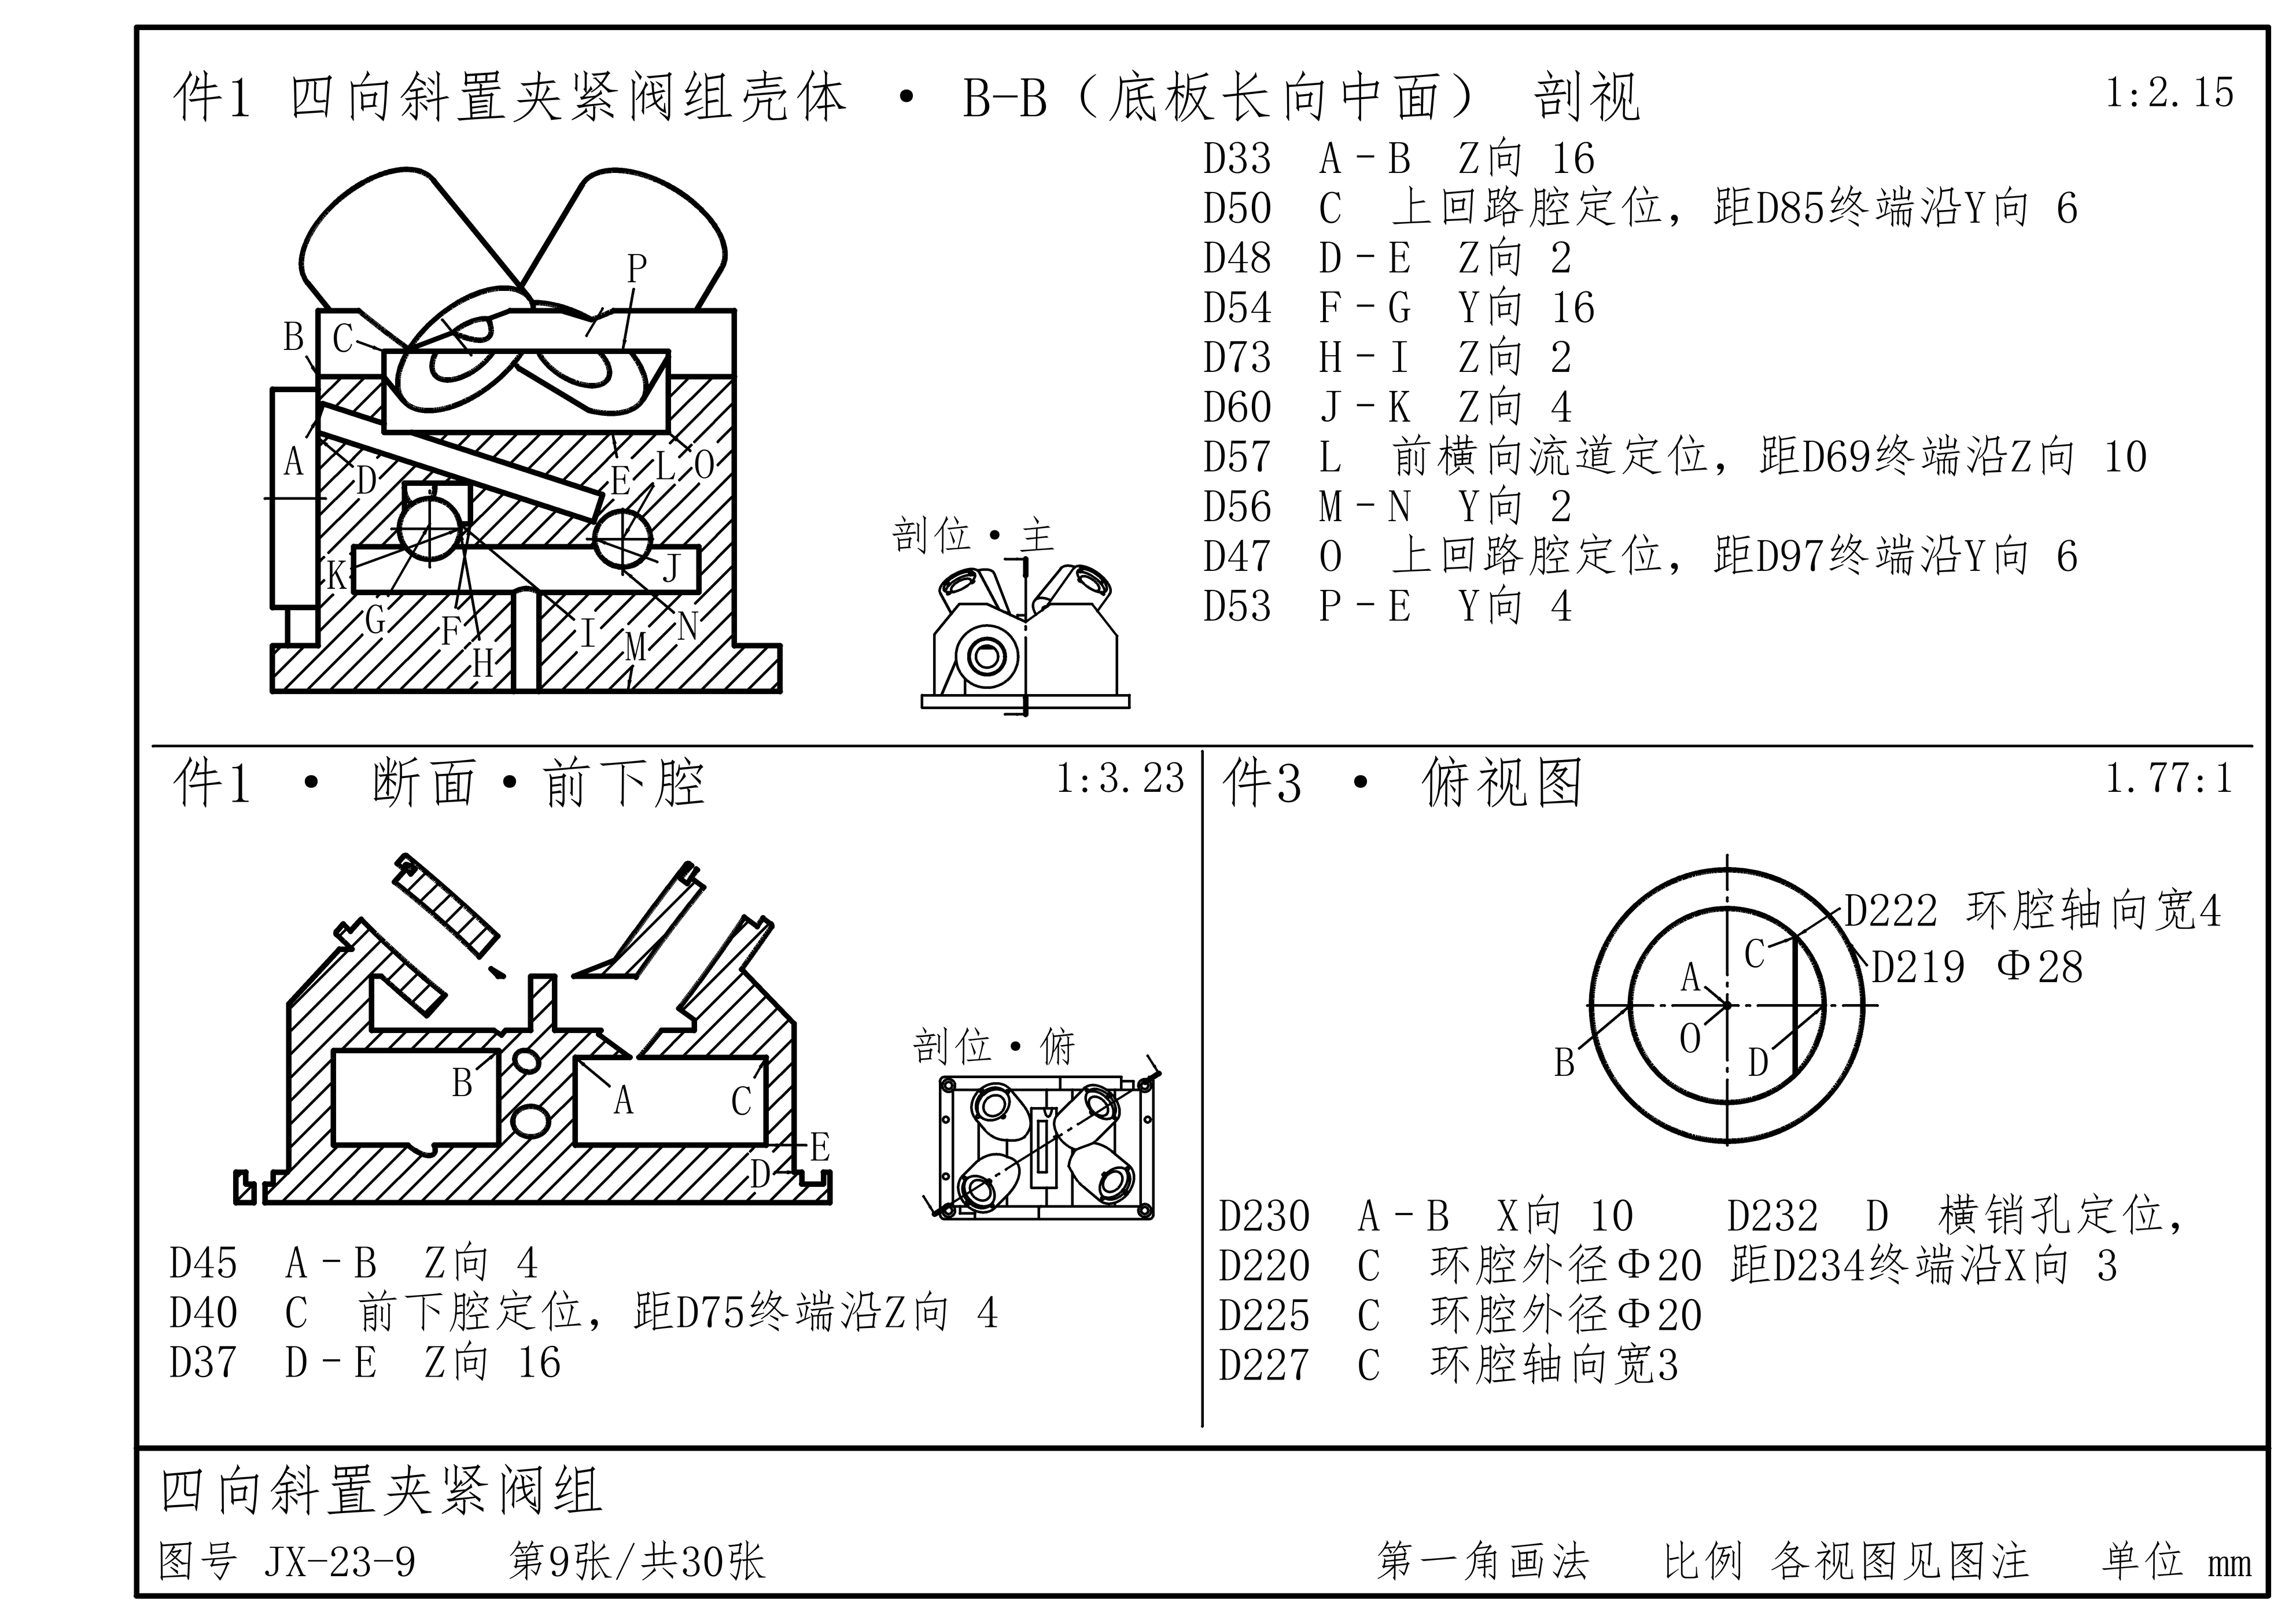 件1 四向斜置夹紧阀组壳体 · B-B（底板长向中面） 剖视 1:2.15
D33 A-B Z向 16
D50 C 上回路腔定位，距D85终端沿Y向 6
D48 D-E Z向 2
D54 F-G Y向 16
D73 H-I Z向 2
D60 J-K Z向 4
D57 L 前横向流道定位，距D69终端沿Z向 10
D56 M-N Y向 2
D47 O 上回路腔定位，距D97终端沿Y向 6
D53 P-E Y向 4
P
B C
A D E L O
K J
G F H I M N
剖位·主
件1 · 断面·前下腔 1:3.23
B A C
E
D
剖位·俯
D45 A-B Z向 4
D40 C 前下腔定位，距D75终端沿Z向 4
D37 D-E Z向 16
件3 · 俯视图 1.77:1
D222 环腔轴向宽4
C
D219 Φ28
A
O
B D
D230 A-B X向 10 D232 D 横销孔定位，
D220 C 环腔外径Φ20 距D234终端沿X向 3
D225 C 环腔外径Φ20
D227 C 环腔轴向宽3
四向斜置夹紧阀组
图号 JX-23-9 第9张/共30张 第一角画法 比例 各视图见图注 单位 mm